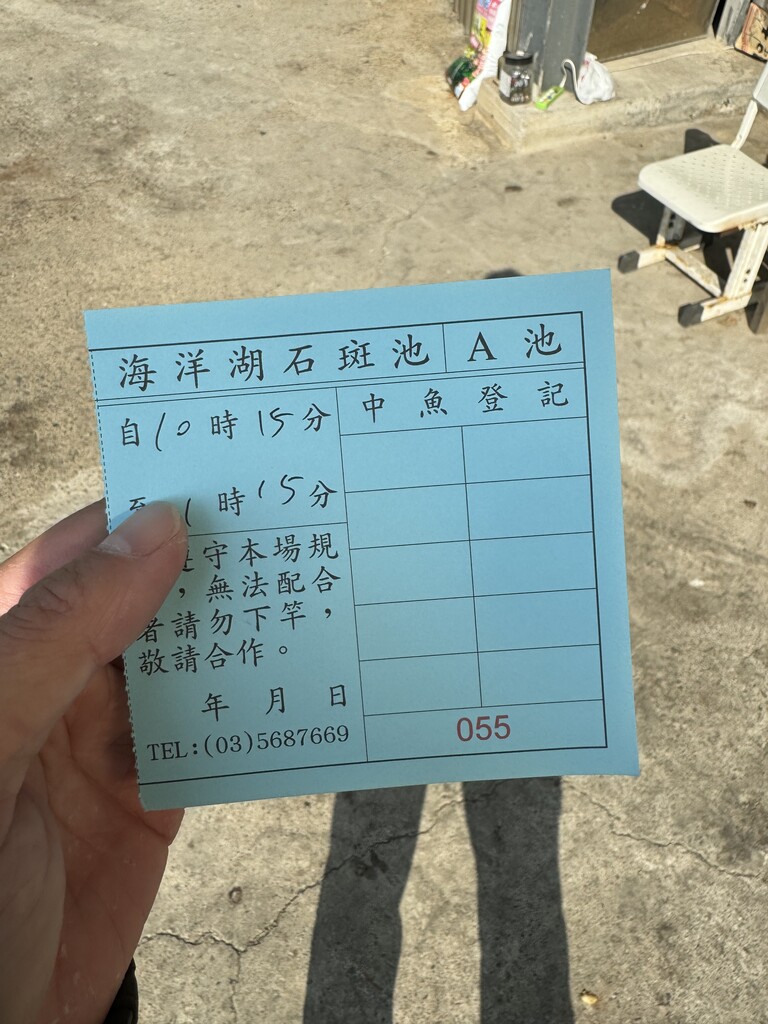 海洋湖石斑池 A 池
自10時15分
中魚登記
時15分
守本場規
，無法配合
者請勿下竿，
敬請合作。
年 月 日
TEL:(03)5687669
055